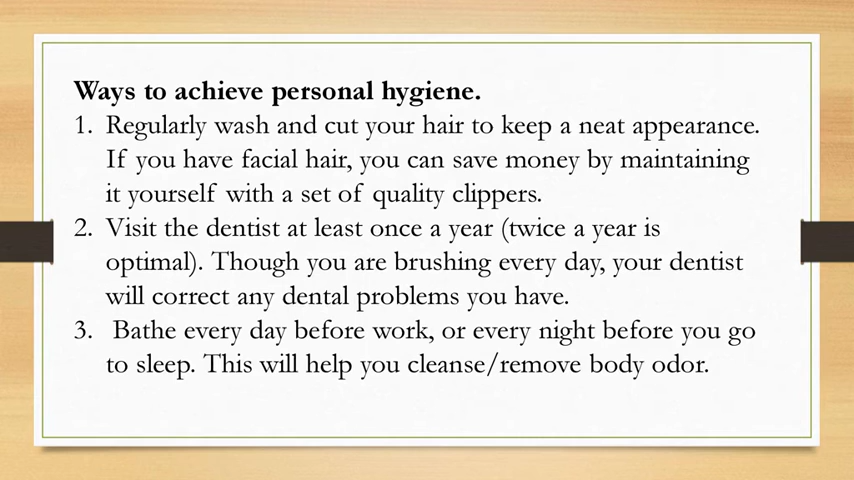 Ways to achieve personal hygiene.
1. Regularly wash and cut your hair to keep a neat appearance.
If you have facial hair, you can save money by maintaining
it yourself with a set of quality clippers.
2. Visit the dentist at least once a year (twice a year is
optimal). Though you are brushing every day, your dentist
will correct any dental problems you have.
3. Bathe every day before work, or every night before you go
to sleep. This will help you cleanse/remove body odor.